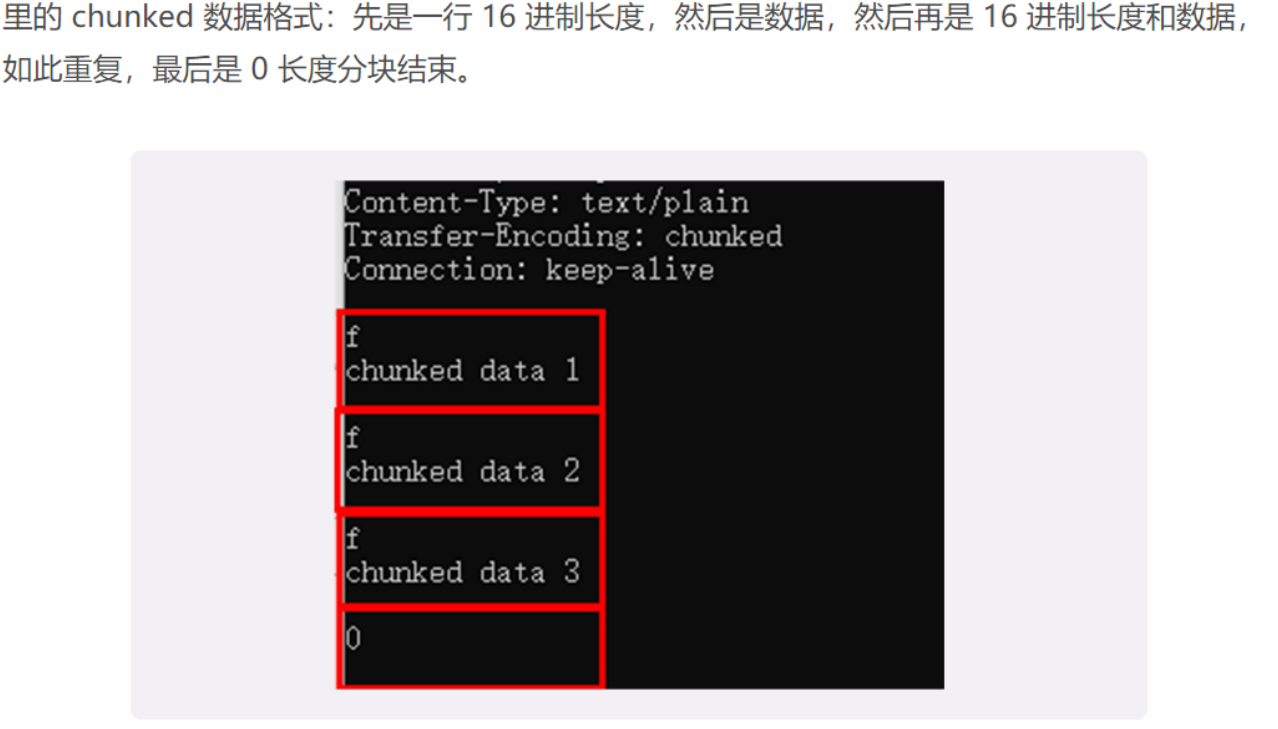 里的 chunked 数据格式：先是一行 16 进制长度，然后是数据，然后再是 16 进制长度和数据，
如此重复，最后是 0 长度分块结束。
Content-Type: text/plain
Transfer-Encoding: chunked
Connection: keep-alive
f
chunked data 1
f
chunked data 2
f
chunked data 3
0